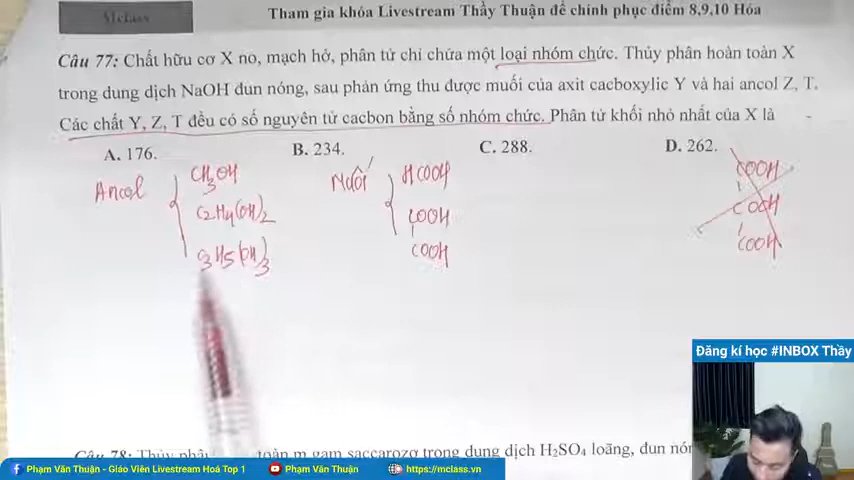 Mclass
Tham gia khóa Livestream Thầy Thuận để chinh phục điểm 8,9,10 Hóa
Câu 77: Chất hữu cơ X no, mạch hở, phân tử chỉ chứa một loại nhóm chức. Thủy phân hoàn toàn X
trong dung dịch NaOH đun nóng, sau phản ứng thu được muối của axit cacboxylic Y và hai ancol Z, T.
Các chất Y, Z, T đều có số nguyên tử cacbon bằng số nhóm chức. Phân tử khối nhỏ nhất của X là
A. 176. B. 234. C. 288. D. 262.
Ancol CH3OH Muối HCOOH COOH
C2H4(OH)2 COOH COOH
C3H5(OH)3 COOH COOH
Đăng kí học #INBOX Thầy
Câu 78: Thủy phân toàn m gam saccarozơ trong dung dịch H2SO4 loãng, đun nón
Phạm Văn Thuận - Giáo Viên Livestream Hoá Top 1 Phạm Văn Thuận https://mclass.vn